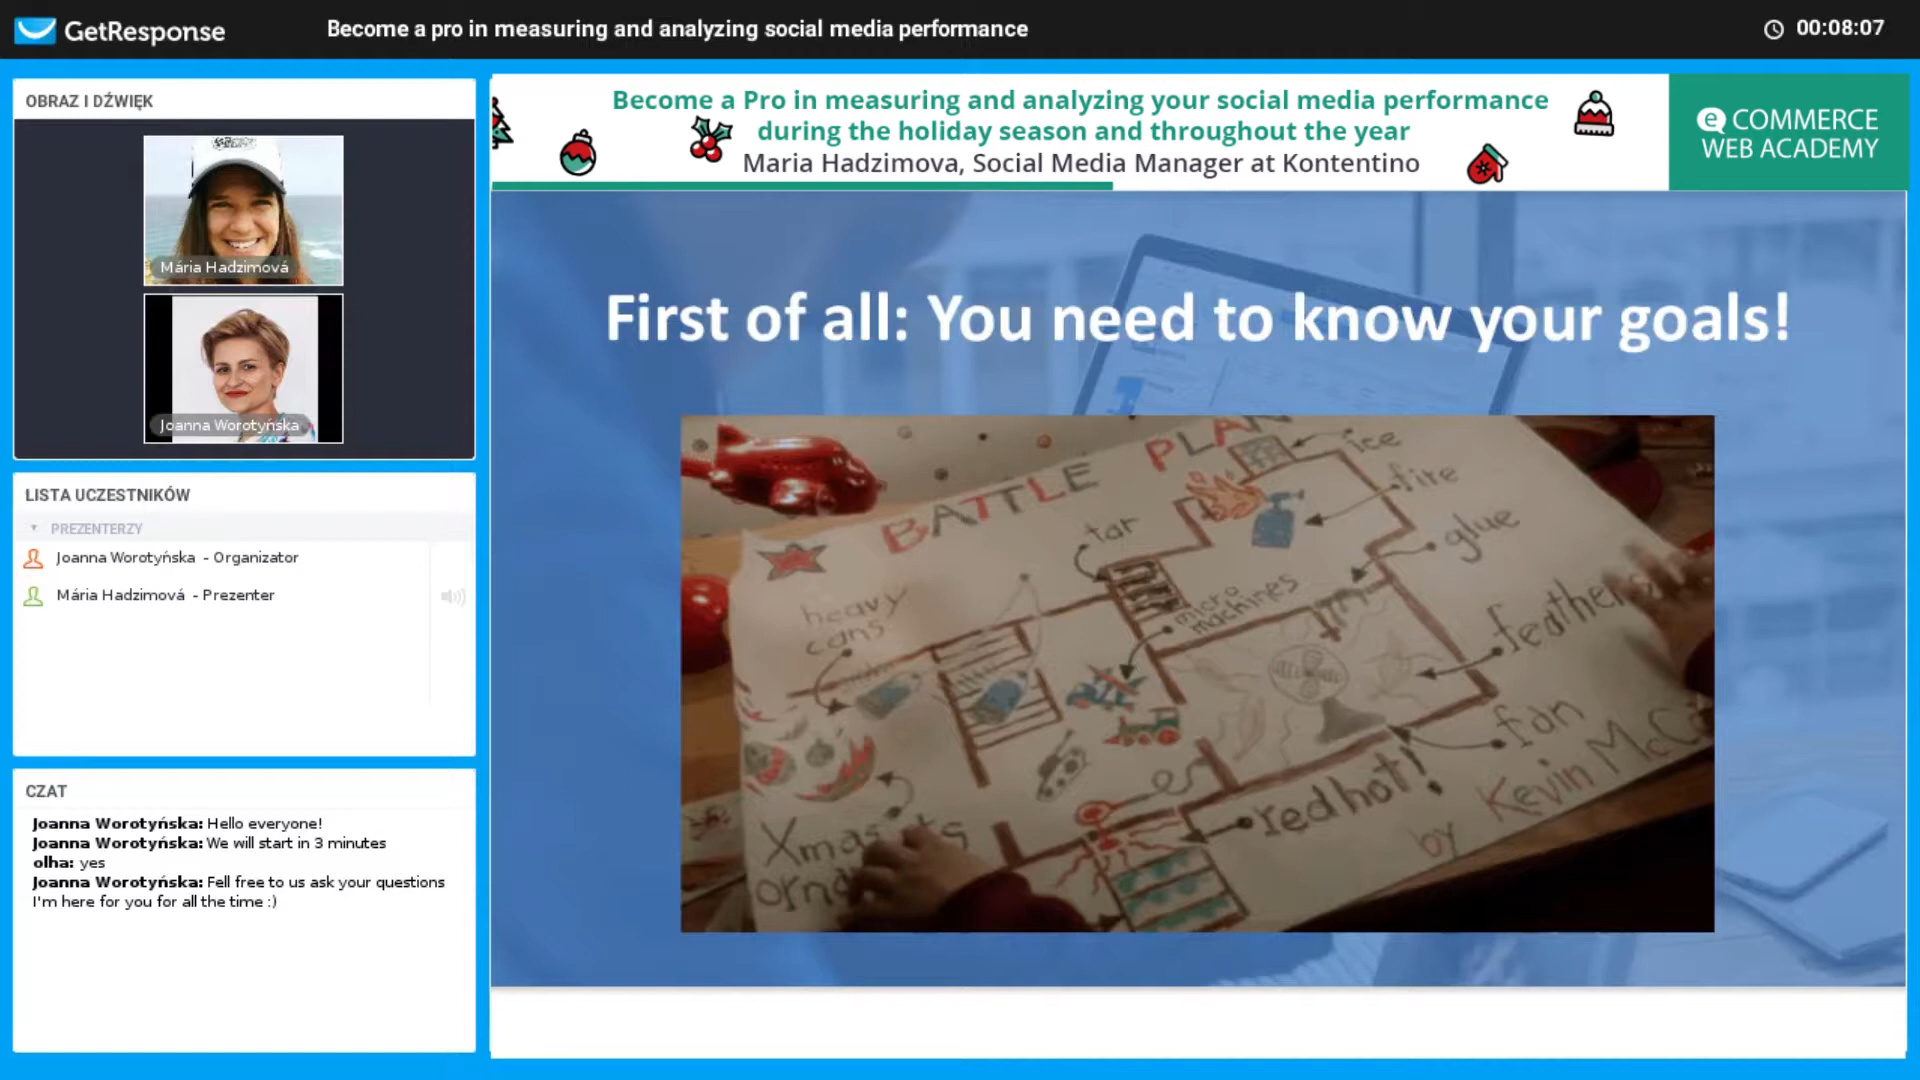 GetResponse
Become a pro in measuring and analyzing social media performance
00:08:07
OBRAZ I DŹWIĘK
Mária Hadzimová
Joanna Worotyńska
LISTA UCZESTNIKÓW
PREZENTERZY
Joanna Worotyńska - Organizator
Mária Hadzimová - Prezenter
CZAT
Joanna Worotyńska: Hello everyone!
Joanna Worotyńska: We will start in 3 minutes
olha: yes
Joanna Worotyńska: Fell free to us ask your questions
I'm here for you for all the time :)
Become a Pro in measuring and analyzing your social media performance
during the holiday season and throughout the year
Maria Hadzimova, Social Media Manager at Kontentino
e COMMERCE
WEB ACADEMY
First of all: You need to know your goals!
BATTLE PLAN
ice
fire
tar
glue
heavy
cans
micro
machines
feathers
fan
red hot!
Xmas
by Kevin McC